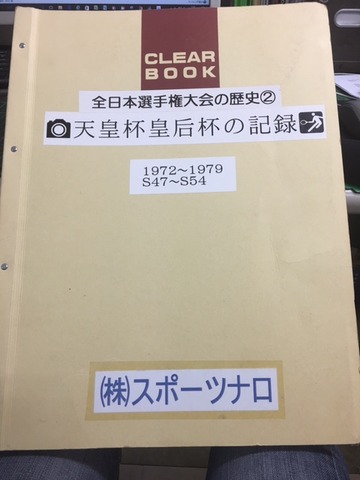 CLEAR
BOOK
全日本選手権大会の歴史②
天皇杯皇后杯の記録
1972~1979
S47~S54
㈱スポーツナロ